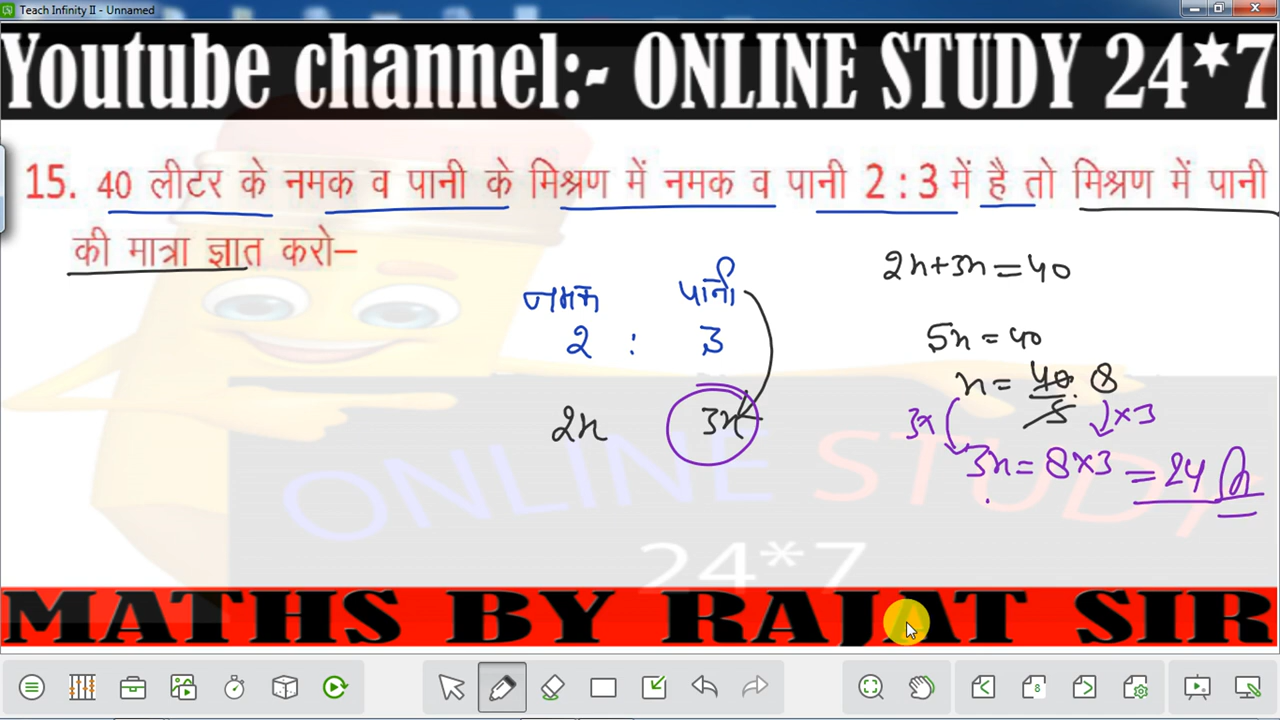 Teach Infinity II - Unnamed
Youtube channel:- ONLINE STUDY 24*7
15. 40 लीटर के नमक व पानी के मिश्रण में नमक व पानी 2 : 3 में है तो मिश्रण में पानी
की मात्रा ज्ञात करो–
नमक पानी
2 : 3
2x 3x
2x+3x=40
5x=40
x= 40/5 8
3x ×3
3x=8×3 =24
ONLINE STUDY
24*7
MATHS BY RAJAT SIR
8